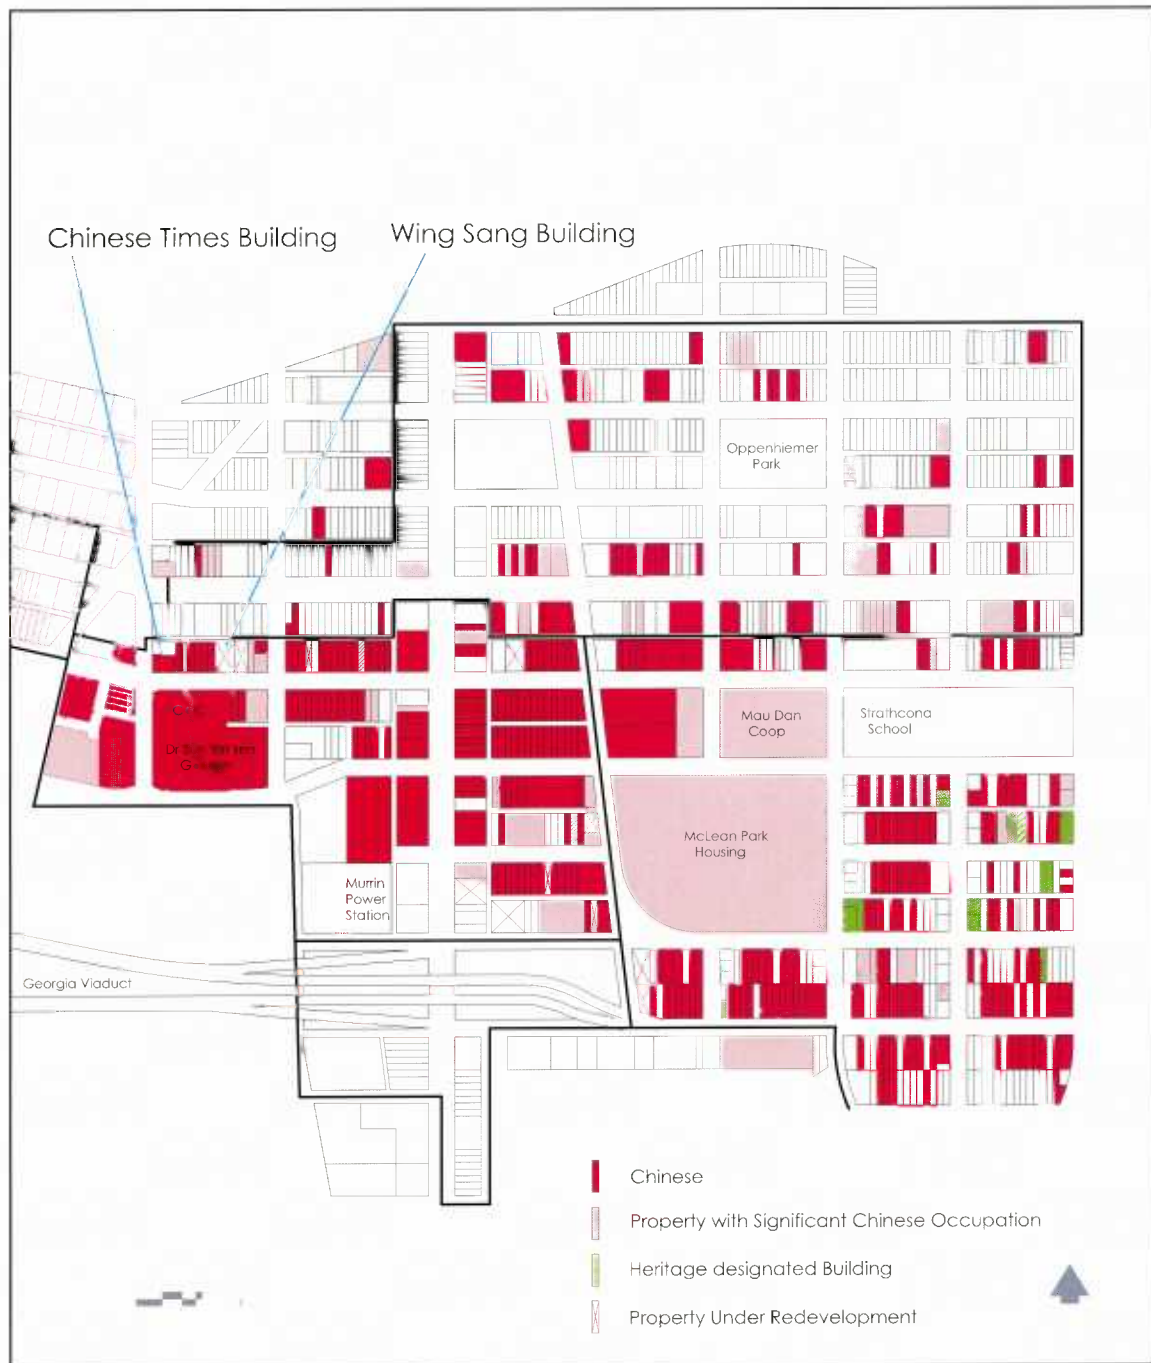 Chinese Times Building
Wing Sang Building
Oppenhiemer
Park
Mau Dan
Coop
Strathcona
School
McLean Park
Housing
Murrin
Power
Station
Georgia Viaduct
Chinese
Property with Significant Chinese Occupation
Heritage designated Building
Property Under Redevelopment